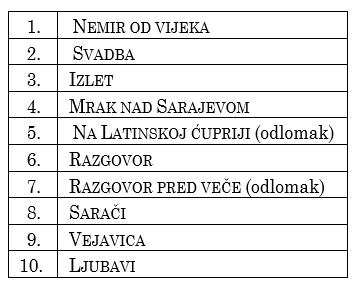 1. NEMIR OD VIJEKA
2. SVADBA
3. IZLET
4. MRAK NAD SARAJEVOM
5. NA LATINSKOJ ĆUPRIJI (odlomak)
6. RAZGOVOR
7. RAZGOVOR PRED VEČE (odlomak)
8. SARAČI
9. VEJAVICA
10. LJUBAVI